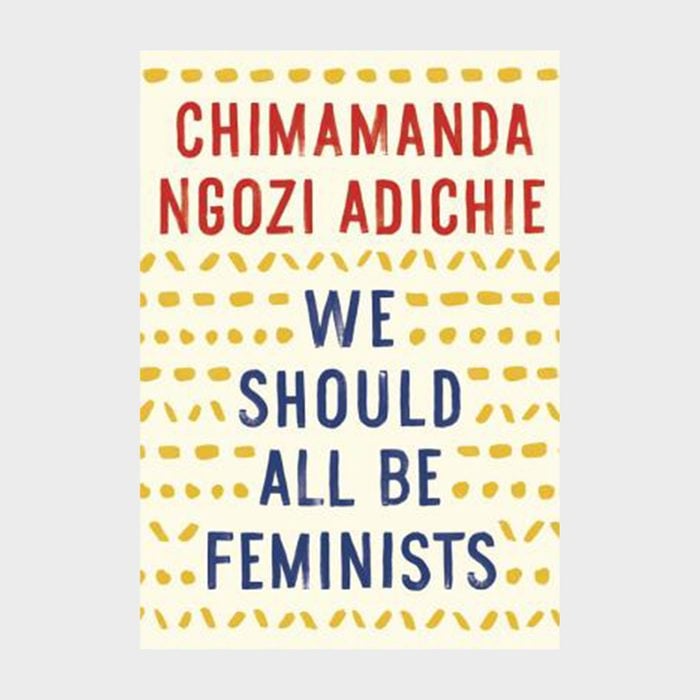 CHIMAMANDA
NGOZI ADICHIE
WE
SHOULD
ALL BE
FEMINISTS